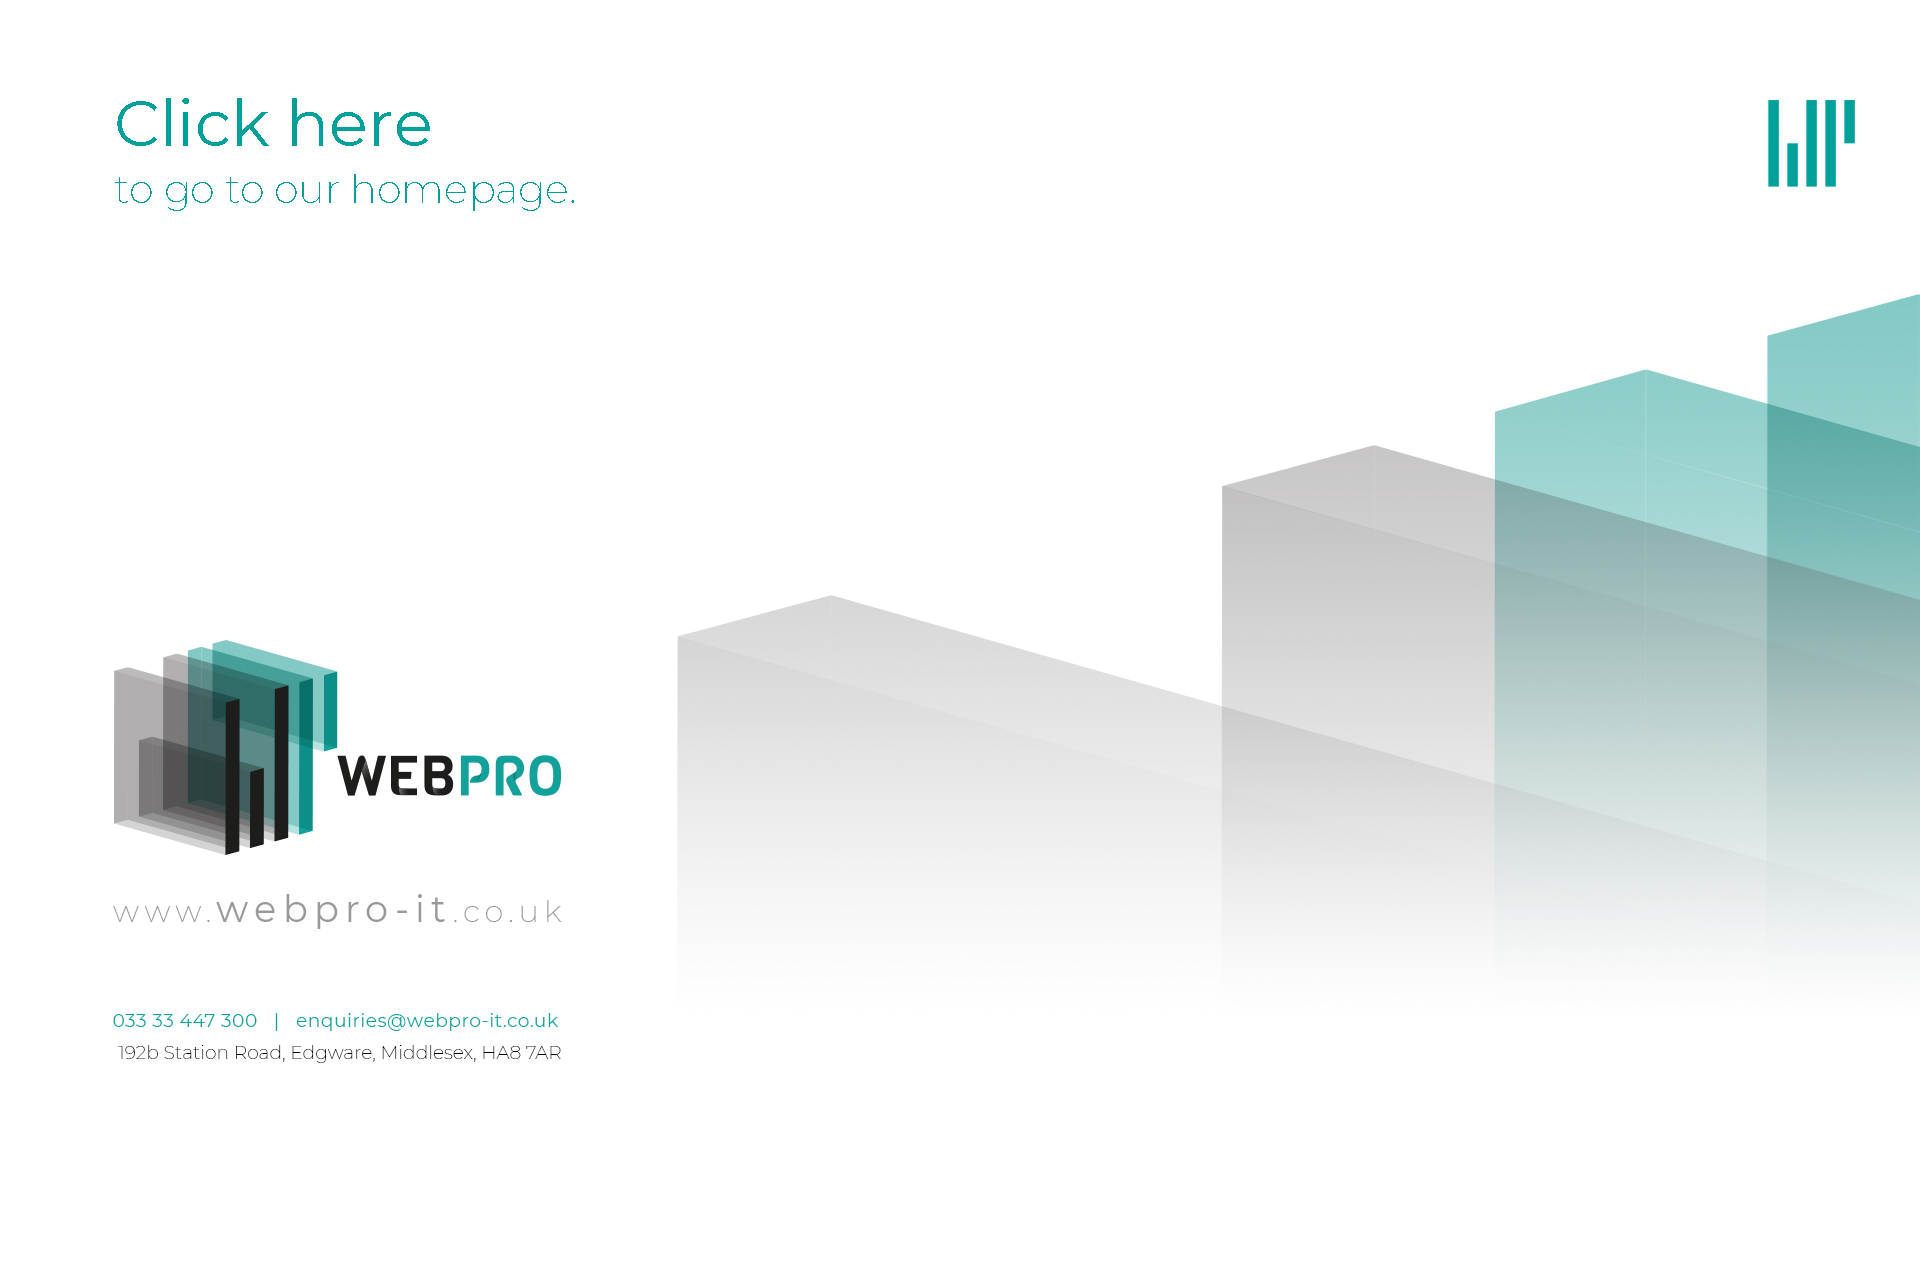 Click here
to go to our homepage.
WEBPRO
www.webpro-it.co.uk
033 33 447 300 | enquiries@webpro-it.co.uk
192b Station Road, Edgware, Middlesex, HA8 7AR